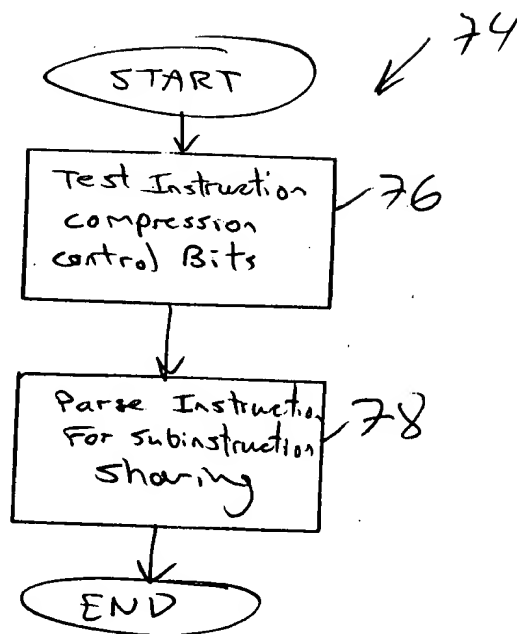 74
START
Test Instruction
compression
control Bits
76
Parse Instruction
For subinstruction
sharing
78
END